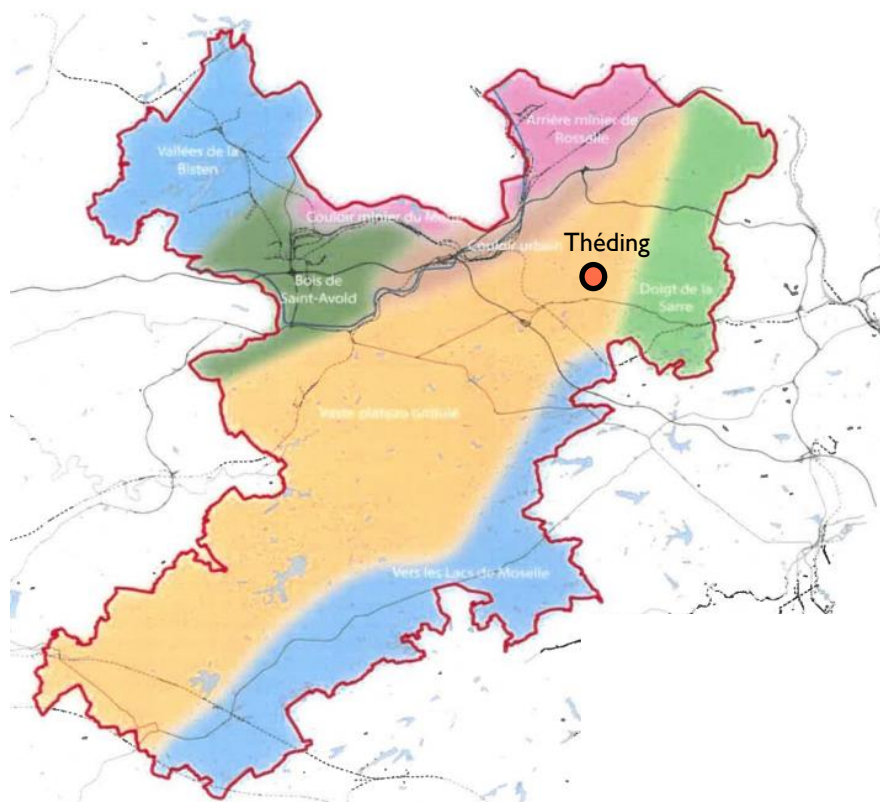 Arrière minier de
Rosselle
Vallées de la
Bisten
Couloir minier du
Couloir urbain
Théding
Bois de
Saint-Avold
Doigt de la
Sarre
Vaste plateau ondulé
Vers les Lacs de Moselle